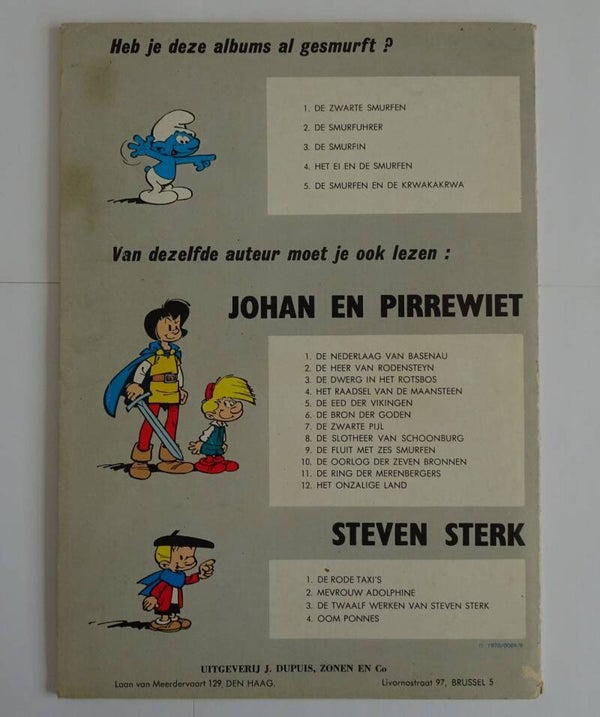 Heb je deze albums al gesmurft ?
1. DE ZWARTE SMURFEN
2. DE SMURFUHRER
3. DE SMURFIN
4. HET EI EN DE SMURFEN
5. DE SMURFEN EN DE KRWAKAKRWA
Van dezelfde auteur moet je ook lezen :
JOHAN EN PIRREWIET
1. DE NEDERLAAG VAN BASENAU
2. DE HEER VAN RODENSTEYN
3. DE DWERG IN HET ROTSBOS
4. HET RAADSEL VAN DE MAANSTEEN
5. DE EED DER VIKINGEN
6. DE BRON DER GODEN
7. DE ZWARTE PIJL
8. DE SLOTHEER VAN SCHOONBURG
9. DE FLUIT MET ZES SMURFEN
10. DE OORLOG DER ZEVEN BRONNEN
11. DE RING DER MERENBERGERS
12. HET ONZALIGE LAND
STEVEN STERK
1. DE RODE TAXI'S
2. MEVROUW ADOLPHINE
3. DE TWAALF WERKEN VAN STEVEN STERK
4. OOM PONNES
UITGEVERIJ J. DUPUIS, ZONEN EN Co
Laan van Meerdervoort 129, DEN HAAG.
Livornostraat 97, BRUSSEL 5